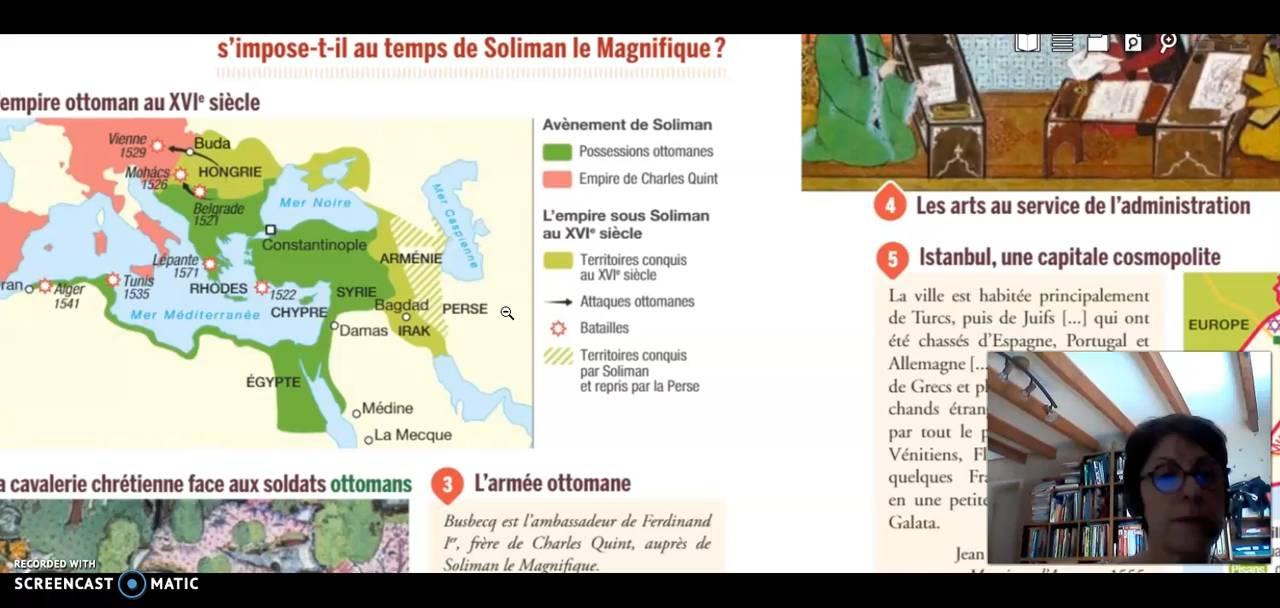 s'impose-t-il au temps de Soliman le Magnifique ?
'empire ottoman au XVIe siècle
Vienne
1529
Buda
Mohács
1526
HONGRIE
Belgrade
1521
Mer Noire
Mer Caspienne
Constantinople
ARMÉNIE
Lépante
1571
ran
Alger
1541
Tunis
1535
RHODES
1522
SYRIE
Bagdad
PERSE
Mer Méditerranée
CHYPRE
Damas
IRAK
ÉGYPTE
Médine
La Mecque
Avènement de Soliman
Possessions ottomanes
Empire de Charles Quint
L'empire sous Soliman
au XVIe siècle
Territoires conquis
au XVIe siècle
Attaques ottomanes
Batailles
Territoires conquis
par Soliman
et repris par la Perse
a cavalerie chrétienne face aux soldats ottomans
3 L'armée ottomane
Busbecq est l'ambassadeur de Ferdinand
Ier, frère de Charles Quint, auprès de
Soliman le Magnifique.
4 Les arts au service de l'administration
5 Istanbul, une capitale cosmopolite
La ville est habitée principalement
de Turcs, puis de Juifs [...] qui ont
été chassés d'Espagne, Portugal et
Allemagne [...
de Grecs et p
chands étran
par tout le p
Vénitiens, Fl
quelques Fra
en une petite
Galata.
Jean
EUROPE
Pisans
RECORDED WITH
SCREENCAST MATIC